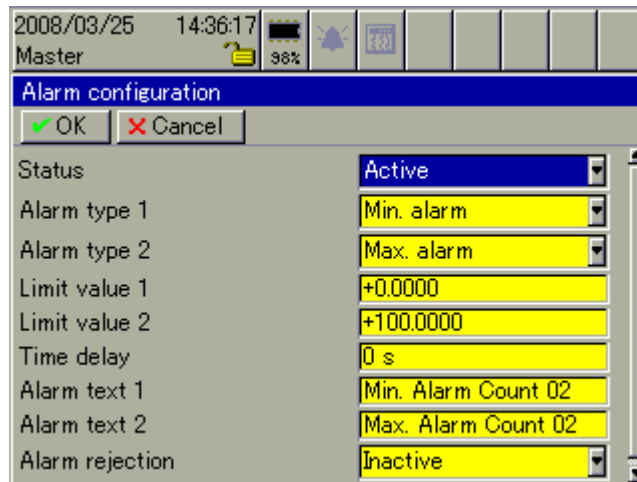 2008/03/25 14:36:17
Master 98%
Alarm configuration
OK Cancel
Status Active
Alarm type 1 Min. alarm
Alarm type 2 Max. alarm
Limit value 1 +0.0000
Limit value 2 +100.0000
Time delay 0 s
Alarm text 1 Min. Alarm Count 02
Alarm text 2 Max. Alarm Count 02
Alarm rejection Inactive